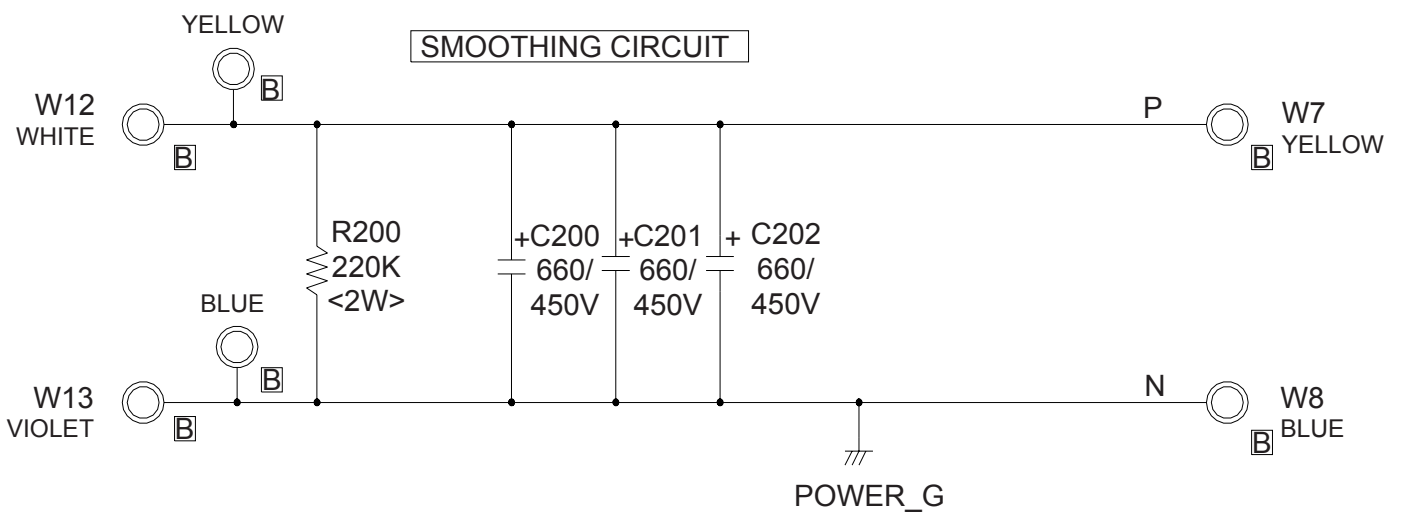 YELLOW
SMOOTHING CIRCUIT
B
W12
WHITE
B
P
W7
YELLOW
B
R200
220K
<2W>
+C200
660/
450V
+C201
660/
450V
+ C202
660/
450V
BLUE
B
W13
VIOLET
B
N
W8
BLUE
B
POWER_G